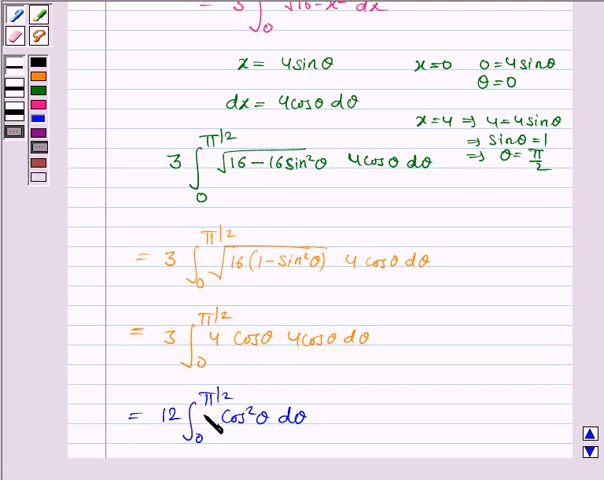 = 3 ∫₀ √16-x² dx
x = 4sinθ x=0 0=4sinθ
θ=0
dx = 4cosθ dθ
x=4 ⇒ 4=4sinθ
⇒ sinθ=1
⇒ θ=π/2
3 ∫₀^π/2 √16-16sin²θ 4cosθ dθ
= 3 ∫₀^π/2 √16(1-sin²θ) 4cosθ dθ
= 3 ∫₀^π/2 4 cosθ 4cosθ dθ
= 12 ∫₀^π/2 cos²θ dθ